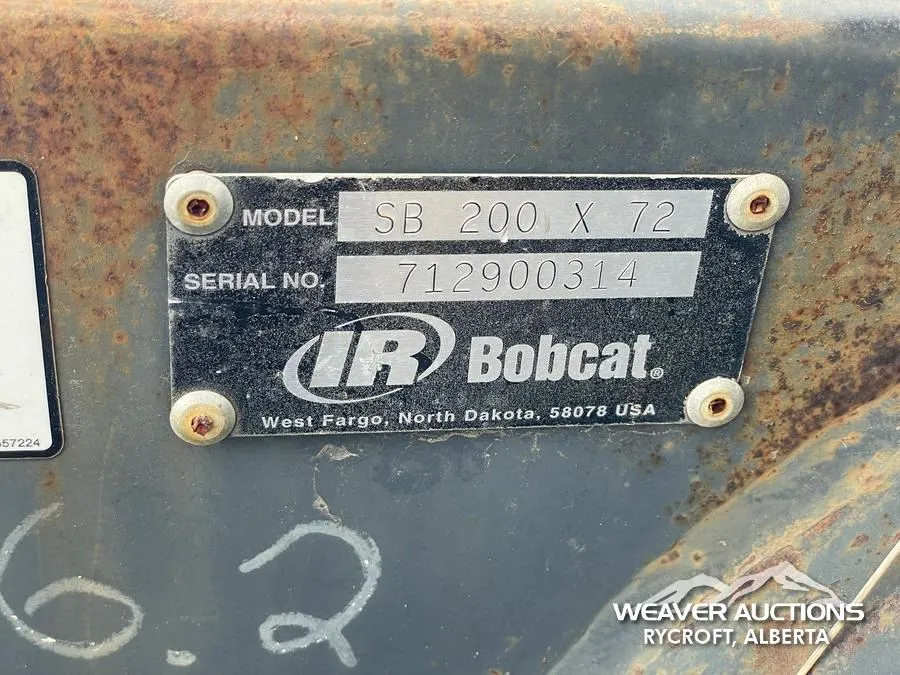 MODEL SB 200 X 72
SERIAL NO. 712900314
IR Bobcat®
West Fargo, North Dakota, 58078 USA
57224
6.2
WEAVER AUCTIONS
RYCROFT, ALBERTA